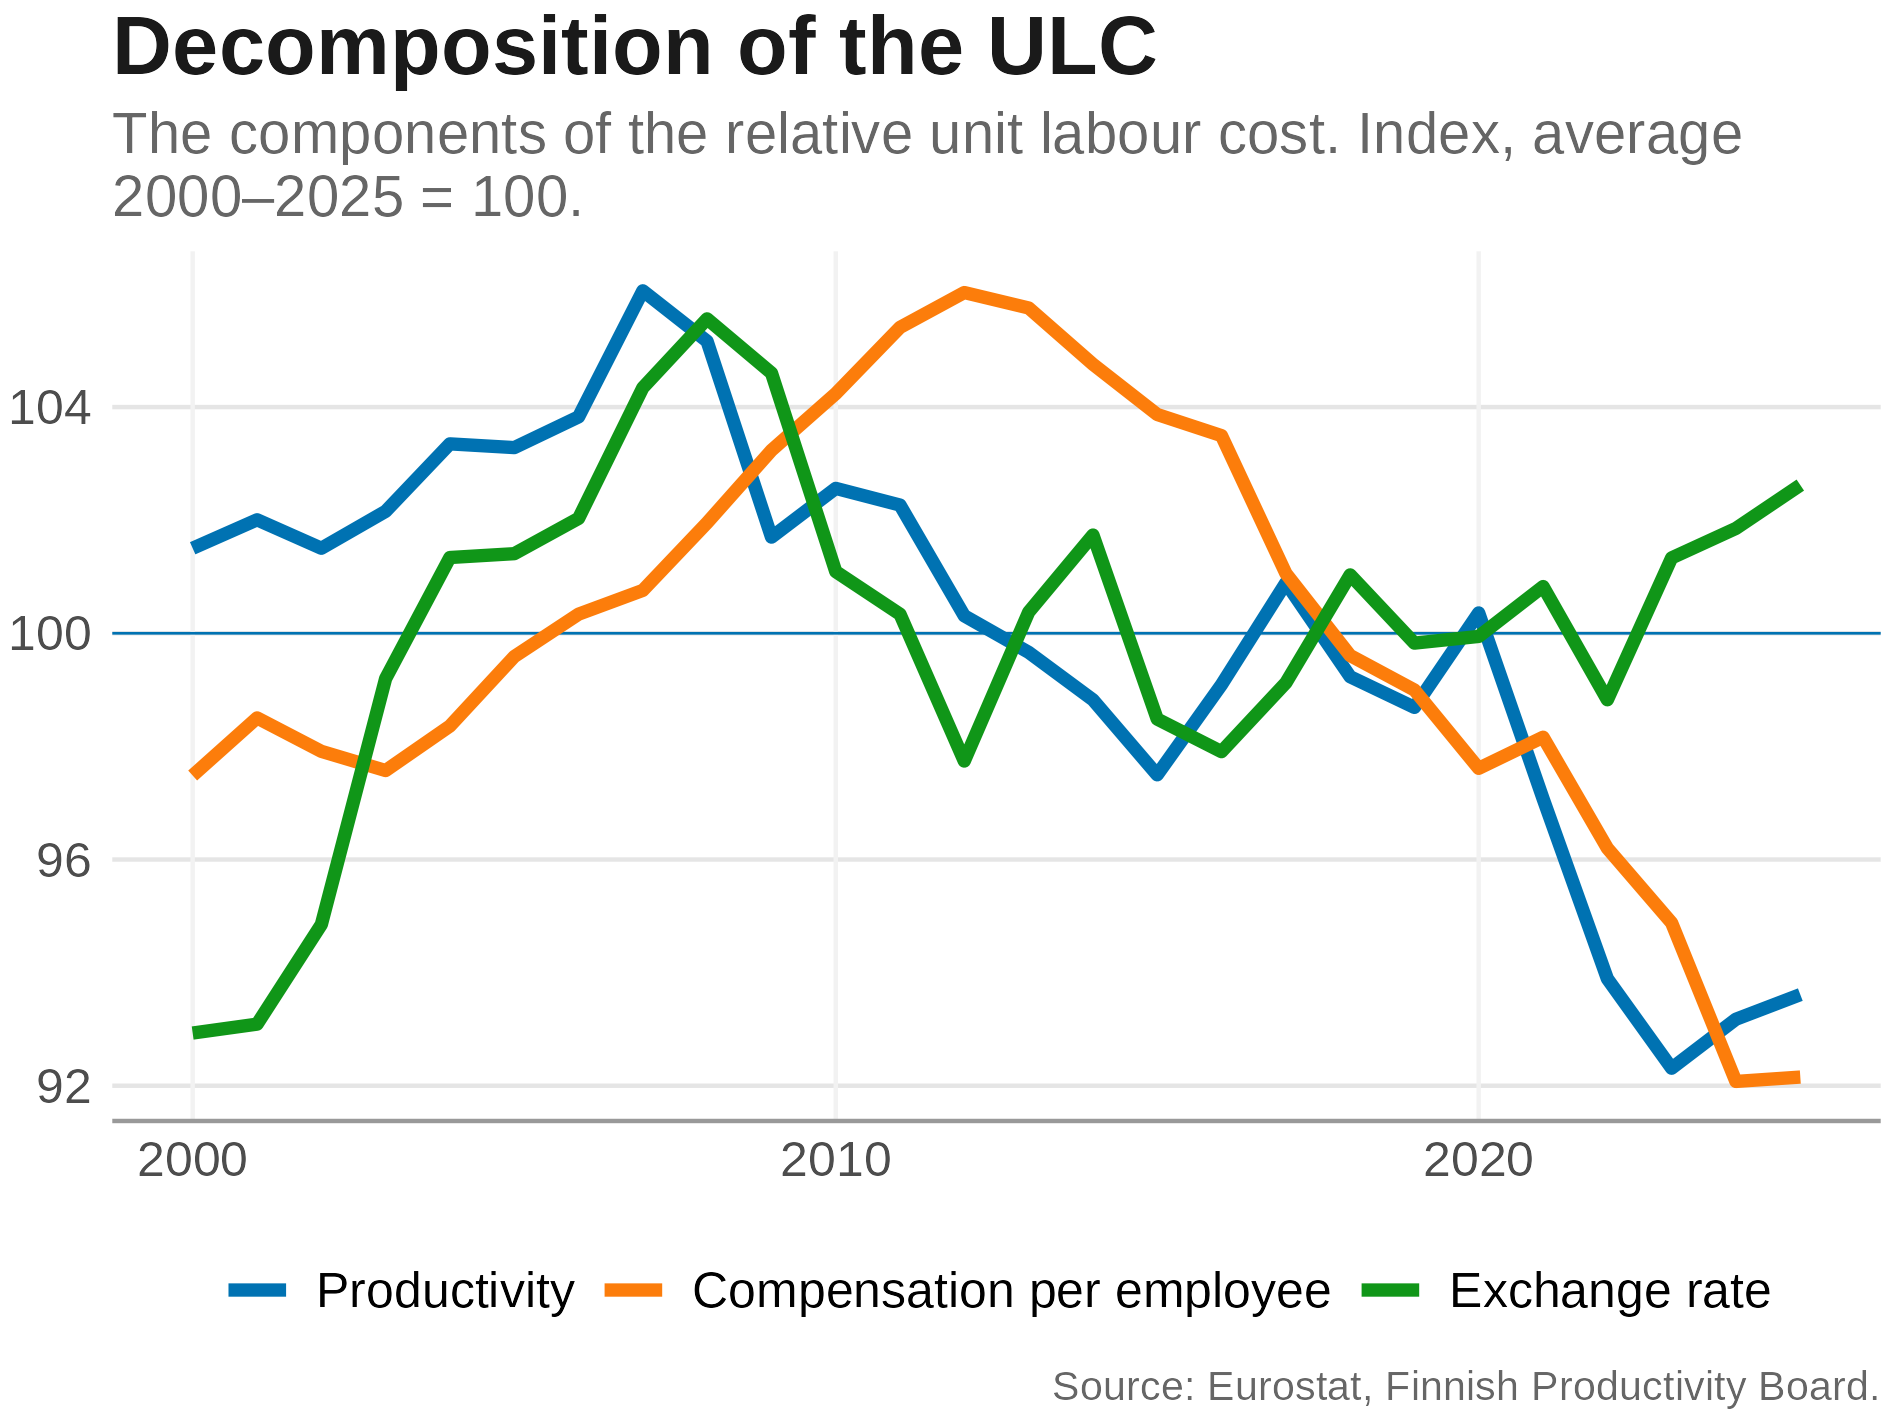 Decomposition of the ULC
The components of the relative unit labour cost. Index, average
2000–2025 = 100.
104
100
96
92
2000 2010 2020
Productivity Compensation per employee Exchange rate
Source: Eurostat, Finnish Productivity Board.